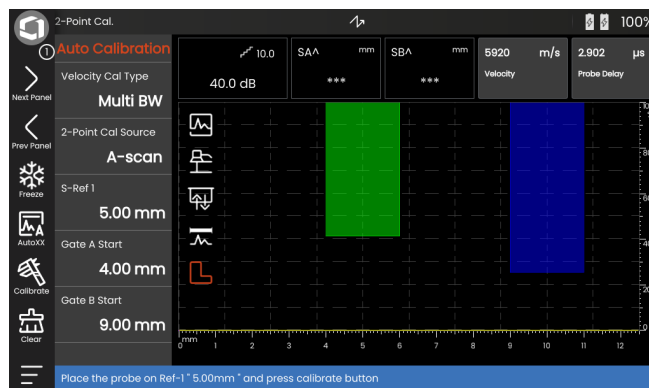 2-Point Cal.
100%
1
Auto Calibration
10.0
40.0 dB
SA^ mm
***
SB^ mm
***
5920 m/s
Velocity
2.902 µs
Probe Delay
Next Panel
Velocity Cal Type
Multi BW
Prev Panel
2-Point Cal Source
A-scan
Freeze
S-Ref 1
5.00 mm
AutoXX
Gate A Start
4.00 mm
Calibrate
Gate B Start
9.00 mm
Clear
80
60
40
20
mm
0 1 2 3 4 5 6 7 8 9 10 11 12
Place the probe on Ref-1 " 5.00mm " and press calibrate button